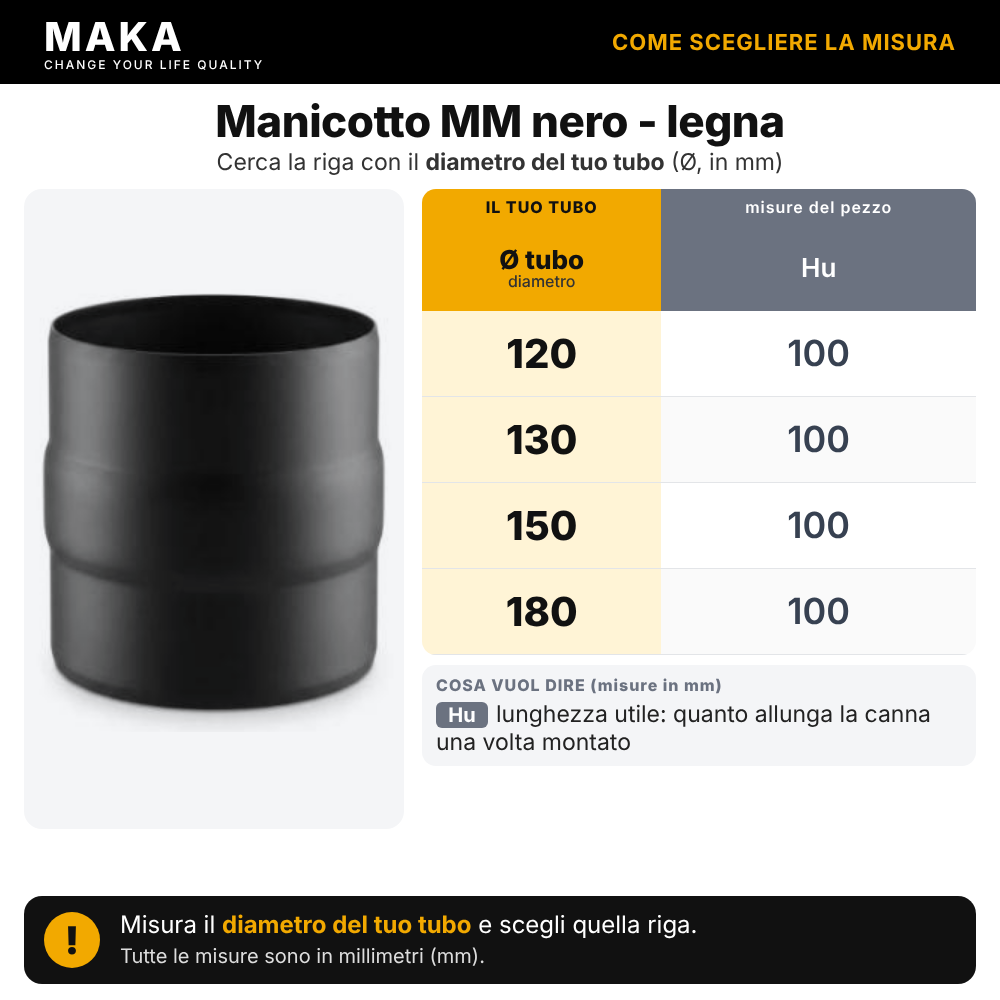 MAKA
CHANGE YOUR LIFE QUALITY
COME SCEGLIERE LA MISURA
Manicotto MM nero - legna
Cerca la riga con il diametro del tuo tubo (Ø, in mm)
IL TUO TUBO
misure del pezzo
Ø tubo
diametro
Hu
120 100
130 100
150 100
180 100
COSA VUOL DIRE (misure in mm)
Hu lunghezza utile: quanto allunga la canna
una volta montato
! Misura il diametro del tuo tubo e scegli quella riga.
Tutte le misure sono in millimetri (mm).